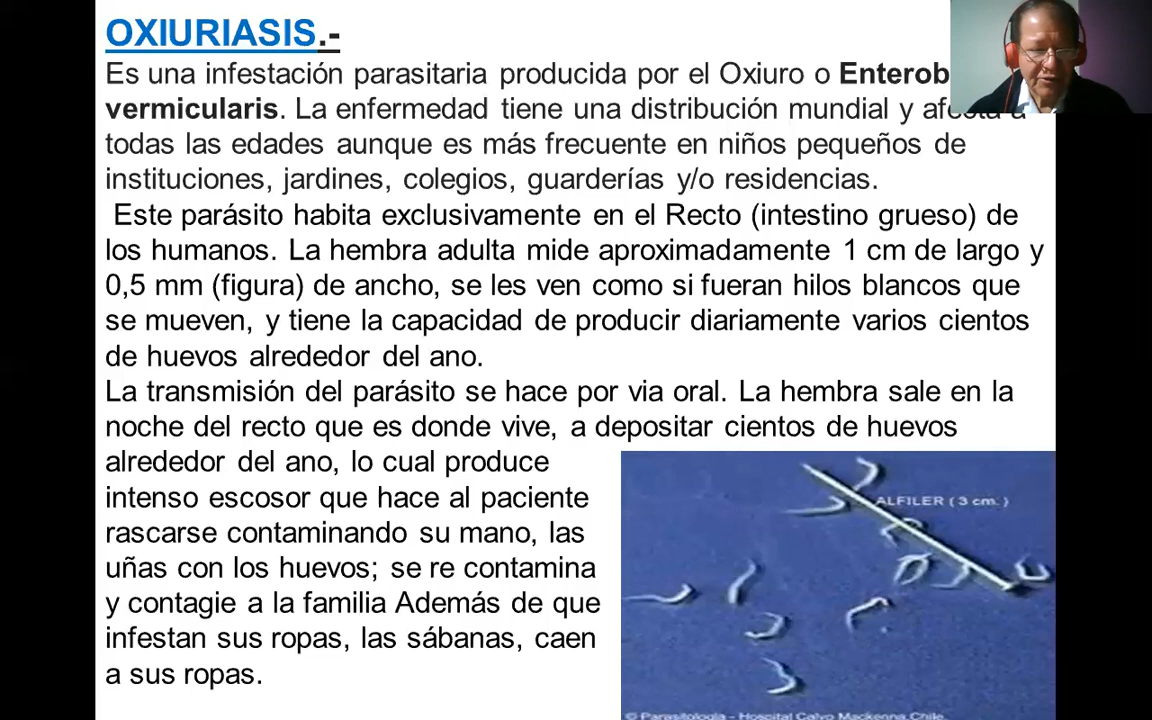 OXIURIASIS.-
Es una infestación parasitaria producida por el Oxiuro o
vermicularis. La enfermedad tiene una distribución mundial y afecta a
todas las edades aunque es más frecuente en niños pequeños de
instituciones, jardines, colegios, guarderías y/o residencias.
Este parásito habita exclusivamente en el Recto (intestino grueso) de
los humanos. La hembra adulta mide aproximadamente 1 cm de largo y
0,5 mm (figura) de ancho, se les ven como si fueran hilos blancos que
se mueven, y tiene la capacidad de producir diariamente varios cientos
de huevos alrededor del ano.
La transmisión del parásito se hace por via oral. La hembra sale en la
noche del recto que es donde vive, a depositar cientos de huevos
alrededor del ano, lo cual produce
intenso escosor que hace al paciente
rascarse contaminando su mano, las
uñas con los huevos; se re contamina
y contagie a la familia Además de que
infestan sus ropas, las sábanas, caen
a sus ropas.
ALFILER ( 3 cm. )
© Parasitología - Hospital Calvo Mackenna,Chile.